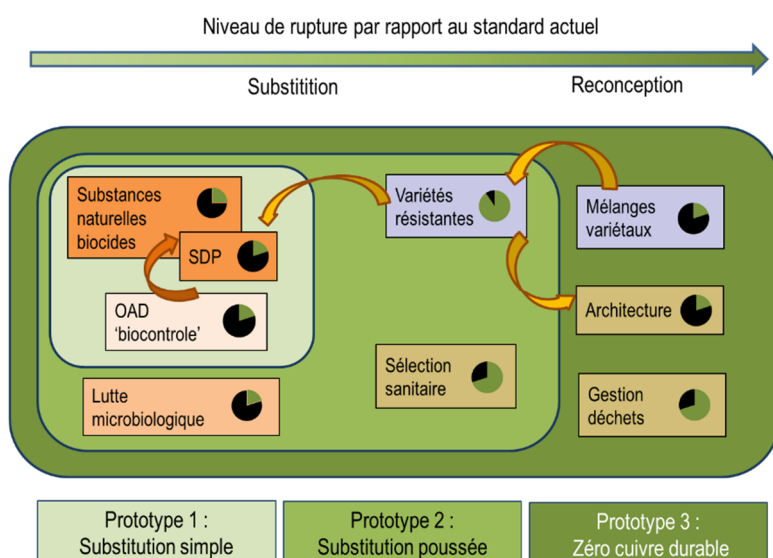 Niveau de rupture par rapport au standard actuel
Substitition
Reconception
Substances
naturelles
biocides
SDP
OAD
'biocontrole'
Lutte
microbiologique
Variétés
résistantes
Sélection
sanitaire
Mélanges
variétaux
Architecture
Gestion
déchets
Prototype 1 :
Substitution simple
Prototype 2 :
Substitution poussée
Prototype 3 :
Zéro cuivre durable